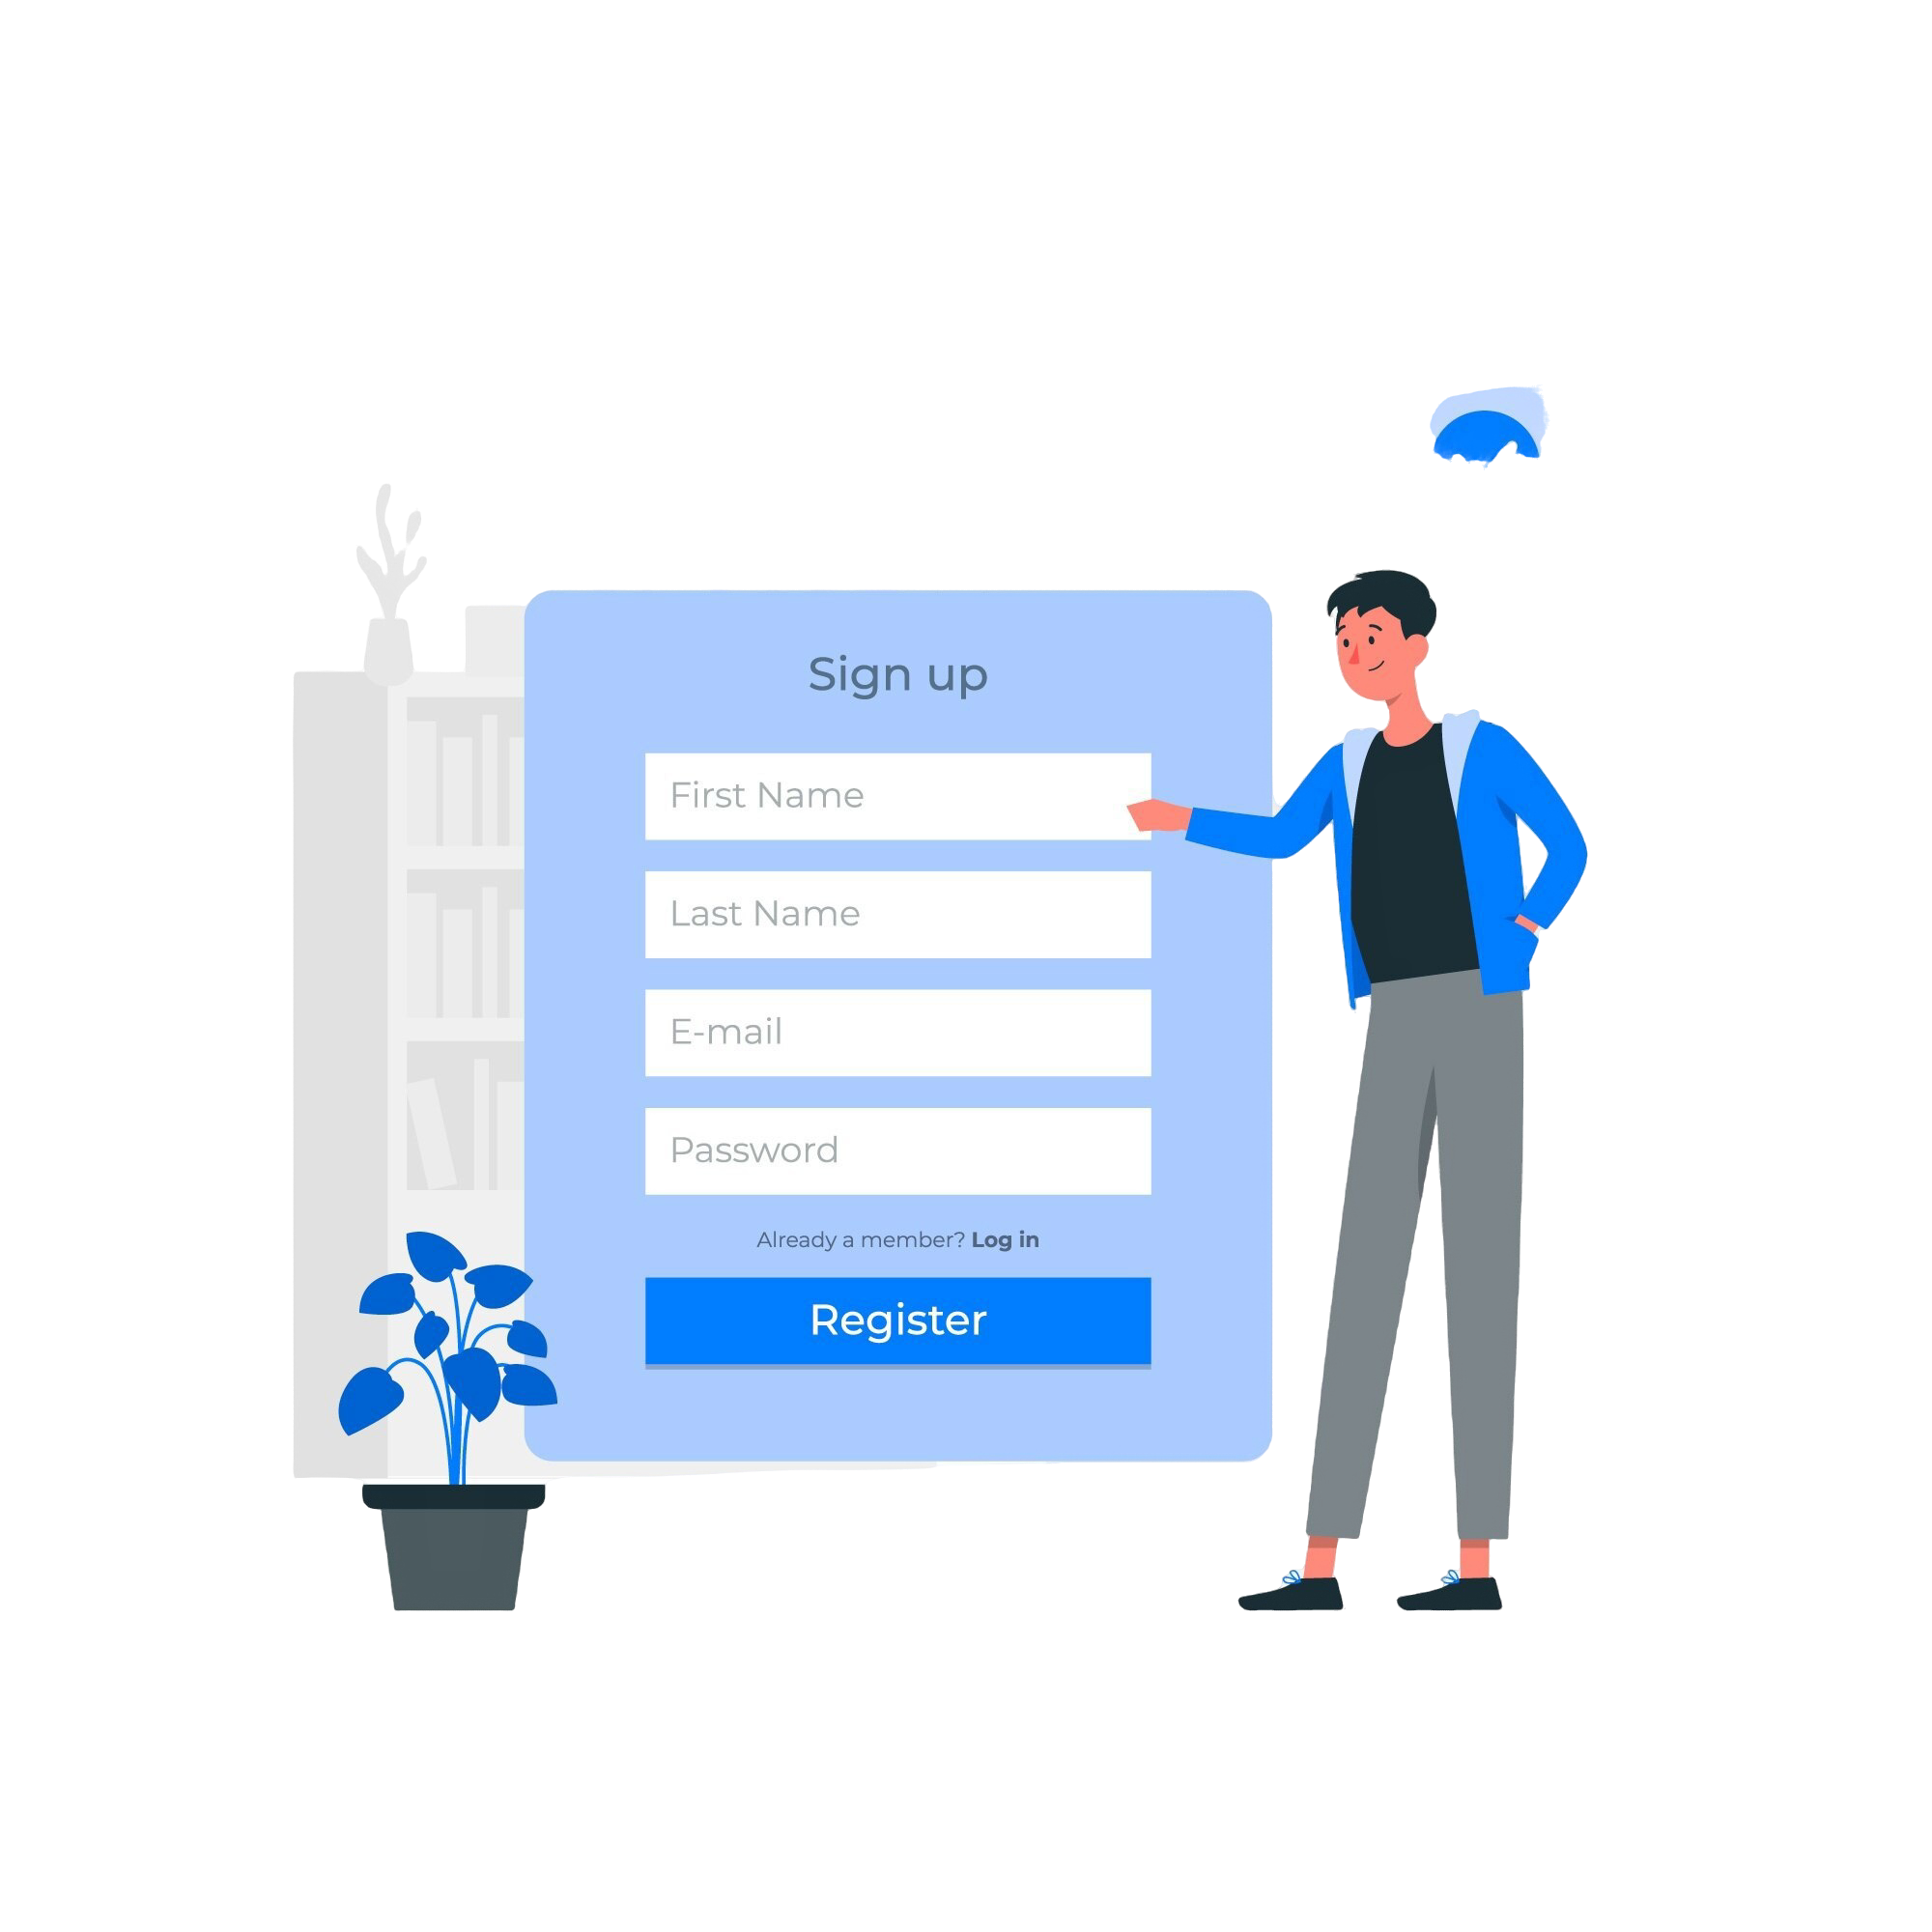 Sign up
First Name
Last Name
E-mail
Password
Already a member? Log in
Register